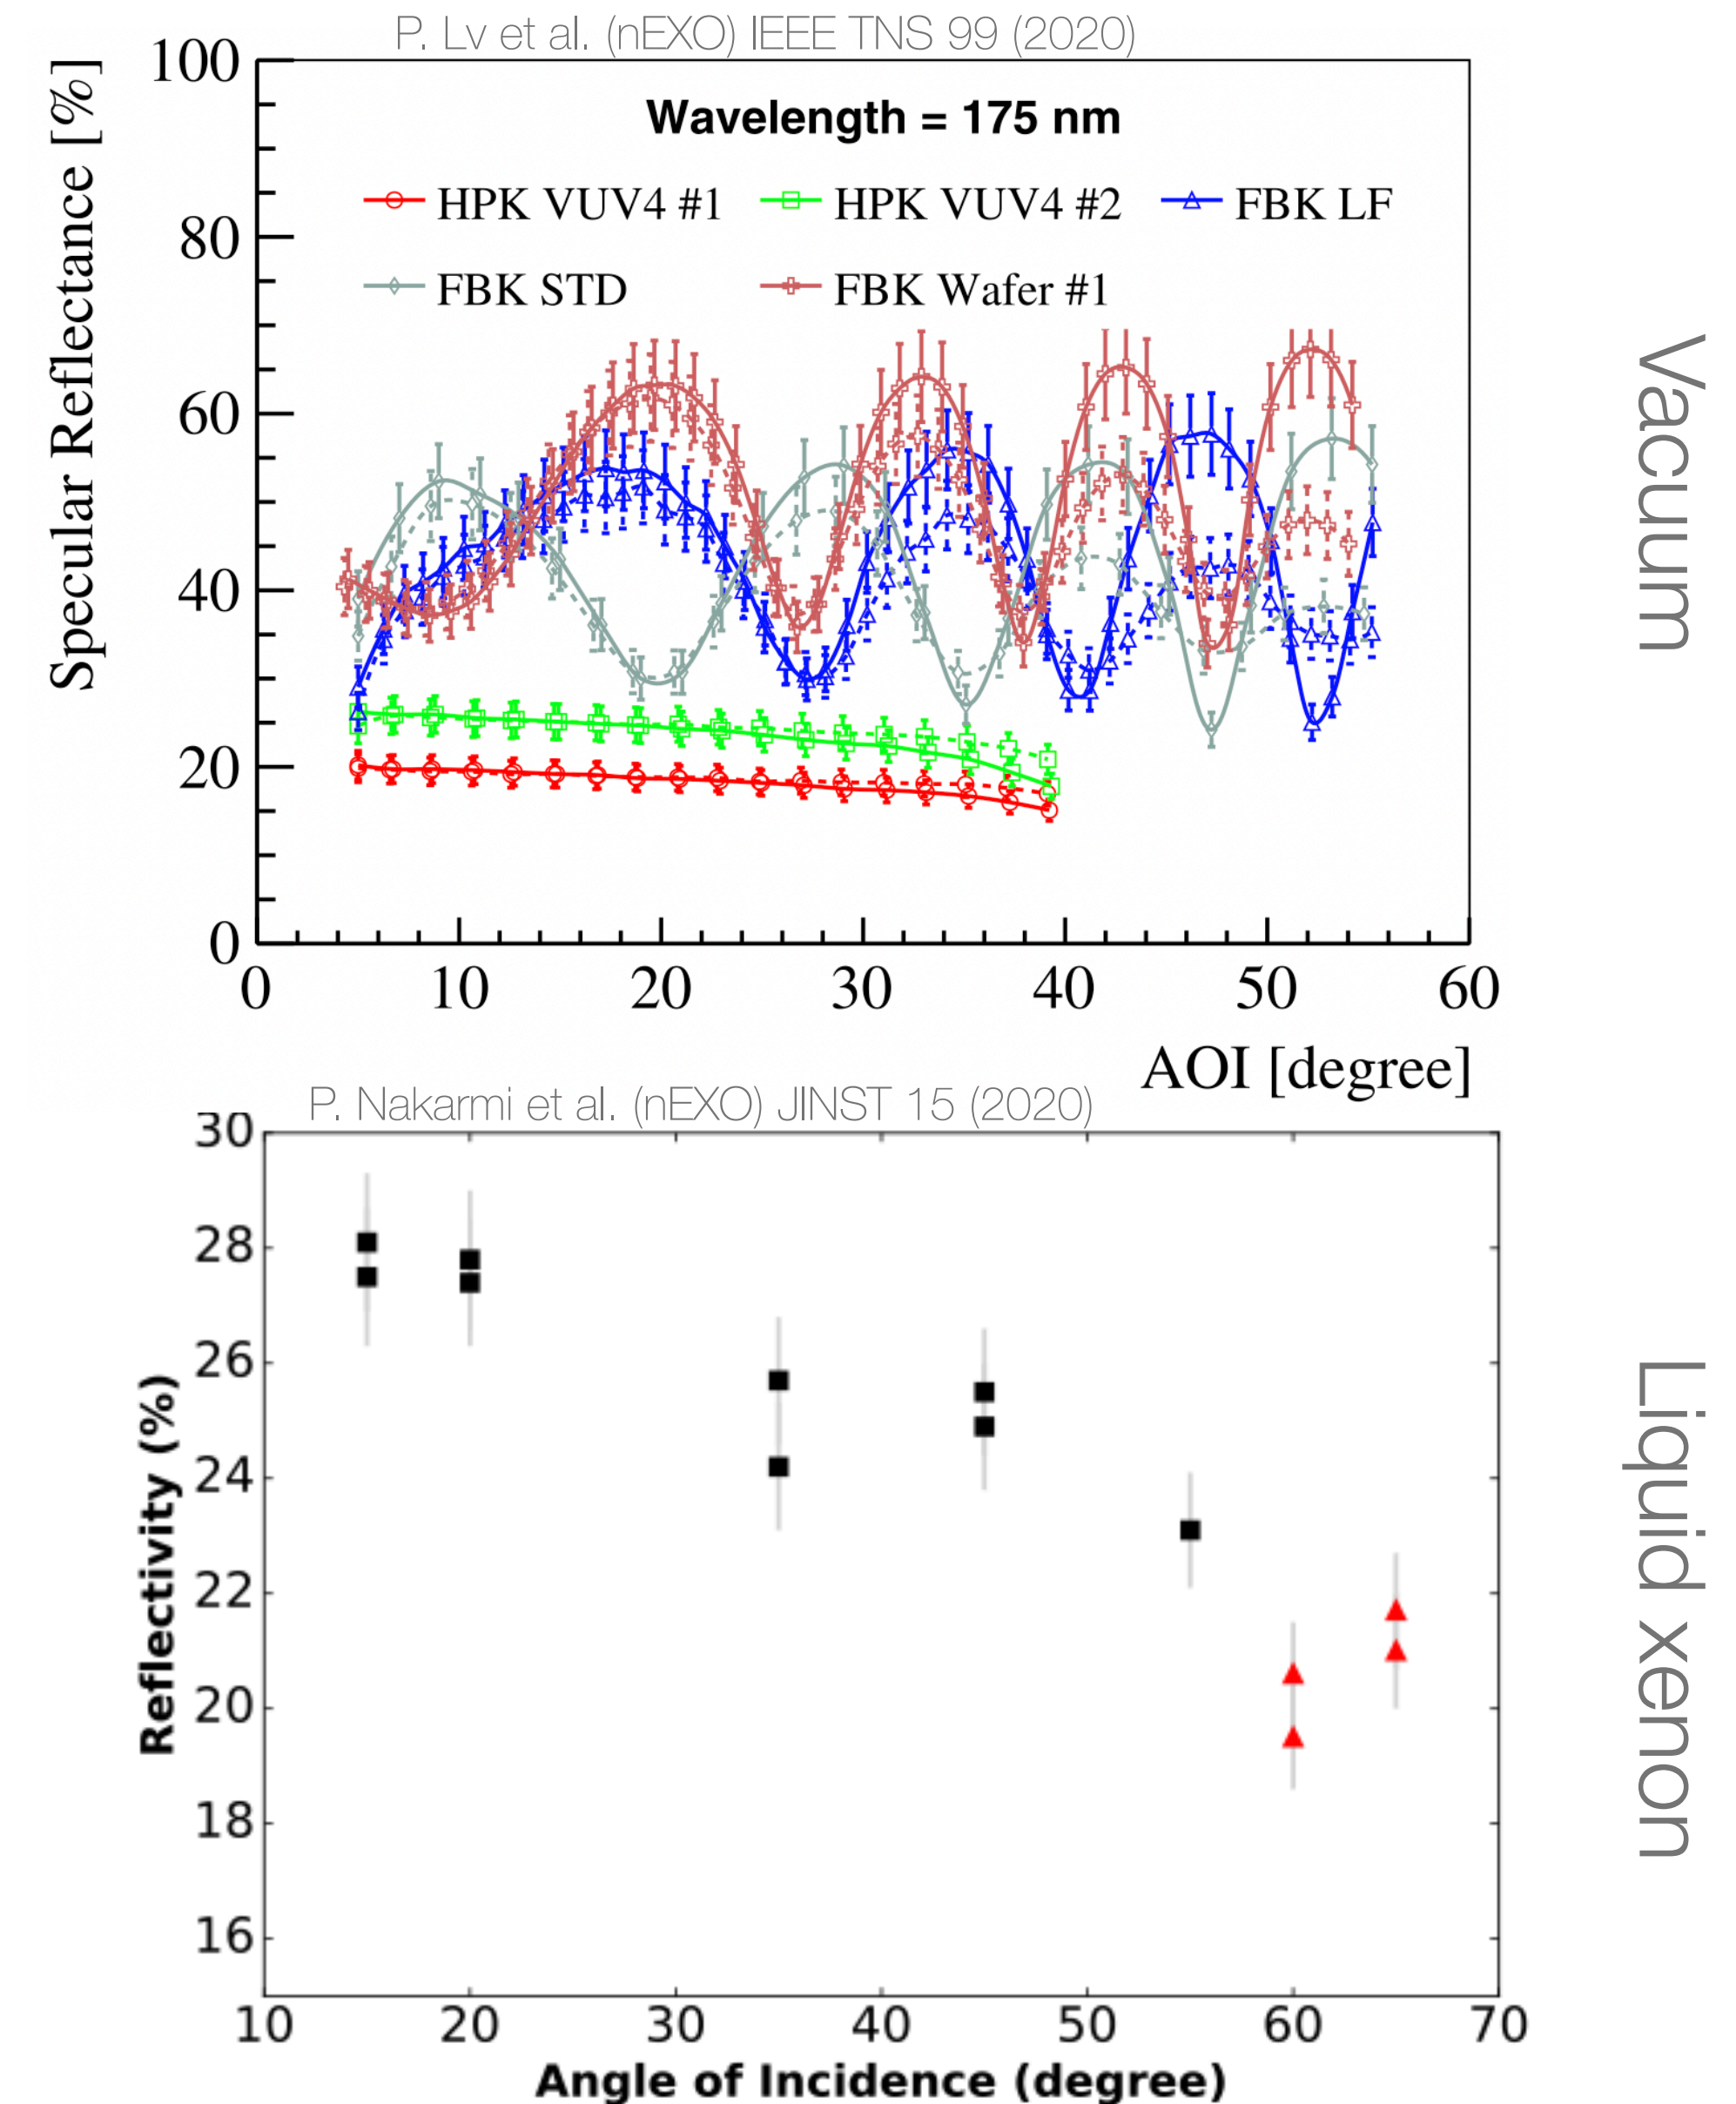 P. Lv et al. (nEXO) IEEE TNS 99 (2020)
Specular Reflectance [%]
100
80
60
40
20
0
Wavelength = 175 nm
HPK VUV4 #1 HPK VUV4 #2 FBK LF
FBK STD FBK Wafer #1
0 10 20 30 40 50 60
AOI [degree]
Vacuum
P. Nakarmi et al. (nEXO) JINST 15 (2020)
Reflectivity (%)
30
28
26
24
22
20
18
16
10 20 30 40 50 60 70
Angle of Incidence (degree)
Liquid xenon